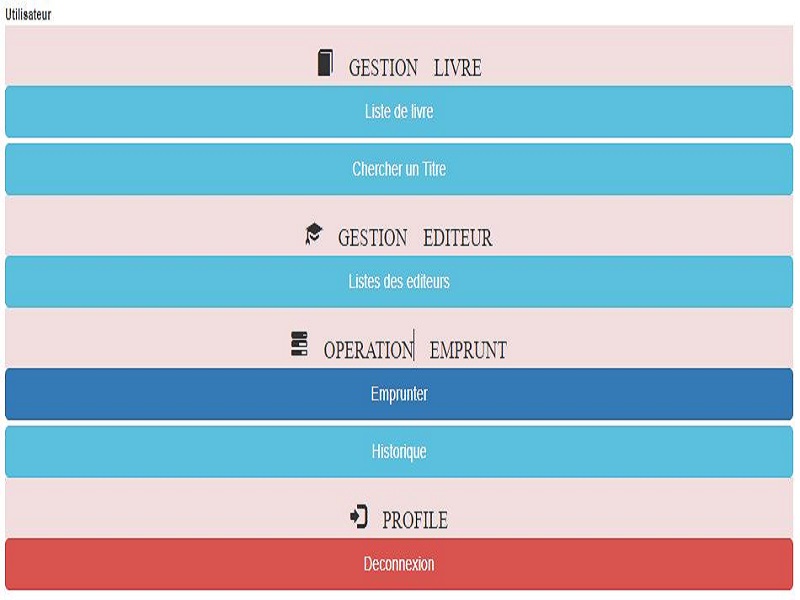 Utilisateur
GESTION LIVRE
Liste de livre
Chercher un Titre
GESTION EDITEUR
Listes des editeurs
OPERATION EMPRUNT
Emprunter
Historique
PROFILE
Deconnexion